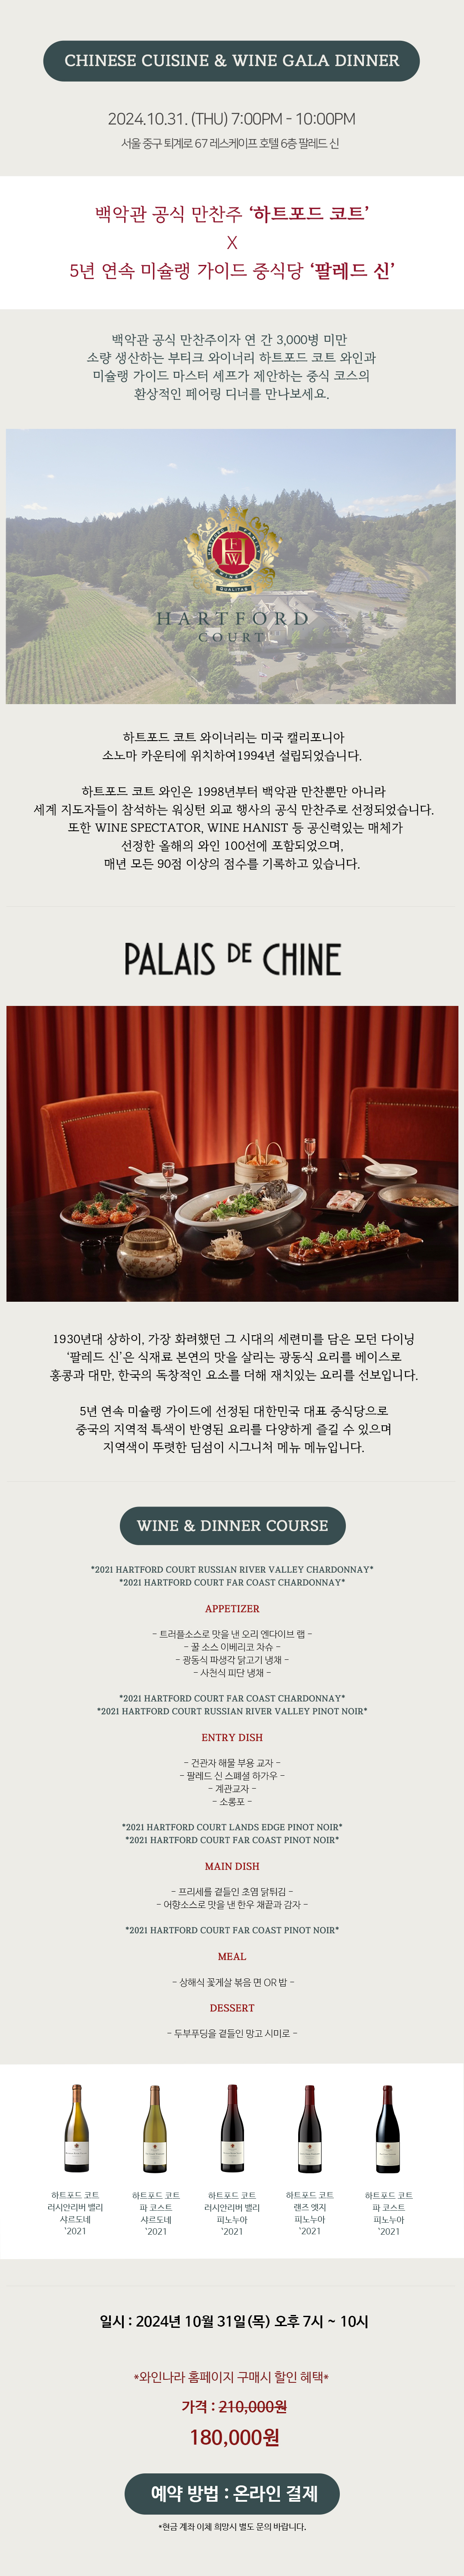 CHINESE CUISINE & WINE GALA DINNER
2024.10.31. (THU) 7:00PM - 10:00PM
서울 중구 퇴계로 67 레스케이프 호텔 6층 팔레드 신
백악관 공식 만찬주 ‘하트포드 코트’
X
5년 연속 미슐랭 가이드 중식당 ‘팔레드 신’
백악관 공식 만찬주이자 연 간 3,000병 미만
소량 생산하는 부티크 와이너리 하트포드 코트 와인과
미슐랭 가이드 마스터 셰프가 제안하는 중식 코스의
환상적인 페어링 디너를 만나보세요.
HARTFORD
COURT
하트포드 코트 와이너리는 미국 캘리포니아
소노마 카운티에 위치하여1994년 설립되었습니다.
하트포드 코트 와인은 1998년부터 백악관 만찬뿐만 아니라
세계 지도자들이 참석하는 워싱턴 외교 행사의 공식 만찬주로 선정되었습니다.
또한 WINE SPECTATOR, WINE HANIST 등 공신력있는 매체가
선정한 올해의 와인 100선에 포함되었으며,
매년 모든 90점 이상의 점수를 기록하고 있습니다.
PALAIS DE CHINE
1930년대 상하이, 가장 화려했던 그 시대의 세련미를 담은 모던 다이닝
‘팔레드 신’은 식재료 본연의 맛을 살리는 광동식 요리를 베이스로
홍콩과 대만, 한국의 독창적인 요소를 더해 재치있는 요리를 선보입니다.
5년 연속 미슐랭 가이드에 선정된 대한민국 대표 중식당으로
중국의 지역적 특색이 반영된 요리를 다양하게 즐길 수 있으며
지역색이 뚜렷한 딤섬이 시그니처 메뉴 메뉴입니다.
WINE & DINNER COURSE
*2021 HARTFORD COURT RUSSIAN RIVER VALLEY CHARDONNAY*
*2021 HARTFORD COURT FAR COAST CHARDONNAY*
APPETIZER
- 트러플소스로 맛을 낸 오리 엔다이브 랩 -
- 꿀 소스 이베리코 차슈 -
- 광동식 파생각 닭고기 냉채 -
- 사천식 피단 냉채 -
*2021 HARTFORD COURT FAR COAST CHARDONNAY*
*2021 HARTFORD COURT RUSSIAN RIVER VALLEY PINOT NOIR*
ENTRY DISH
- 건관자 해물 부용 교자 -
- 팔레드 신 스페셜 하가우 -
- 계관교자 -
- 소롱포 -
*2021 HARTFORD COURT LANDS EDGE PINOT NOIR*
*2021 HARTFORD COURT FAR COAST PINOT NOIR*
MAIN DISH
- 프리세를 곁들인 초염 닭튀김 -
- 어향소스로 맛을 낸 한우 채끝과 감자 -
*2021 HARTFORD COURT FAR COAST PINOT NOIR*
MEAL
- 상해식 꽃게살 볶음 면 OR 밥 -
DESSERT
- 두부푸딩을 곁들인 망고 시미로 -
하트포드 코트
러시안리버 밸리
샤르도네
‘2021
하트포드 코트
파 코스트
샤르도네
‘2021
하트포드 코트
러시안리버 밸리
피노누아
‘2021
하트포드 코트
랜즈 엣지
피노누아
‘2021
하트포드 코트
파 코스트
피노누아
‘2021
일시 : 2024년 10월 31일(목) 오후 7시 ~ 10시
*와인나라 홈페이지 구매시 할인 혜택*
가격 : 210,000원
180,000원
예약 방법 : 온라인 결제
*현금 계좌 이체 희망시 별도 문의 바랍니다.